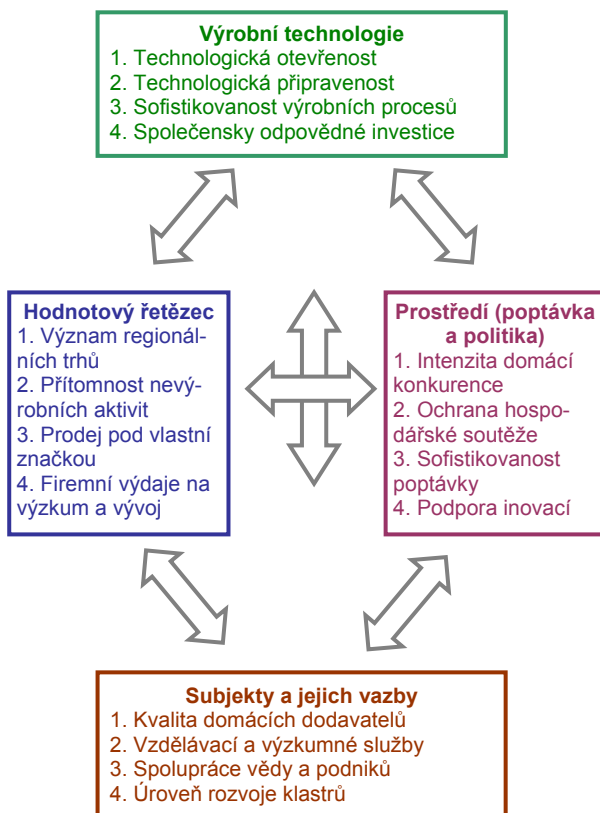 Výrobní technologie
1. Technologická otevřenost
2. Technologická připravenost
3. Sofistikovanost výrobních procesů
4. Společensky odpovědné investice
Hodnotový řetězec
1. Význam regionál-
ních trhů
2. Přítomnost nevý-
robních aktivit
3. Prodej pod vlastní
značkou
4. Firemní výdaje na
výzkum a vývoj
Prostředí (poptávka
a politika)
1. Intenzita domácí
konkurence
2. Ochrana hospo-
dářské soutěže
3. Sofistikovanost
poptávky
4. Podpora inovací
Subjekty a jejich vazby
1. Kvalita domácích dodavatelů
2. Vzdělávací a výzkumné služby
3. Spolupráce vědy a podniků
4. Úroveň rozvoje klastrů